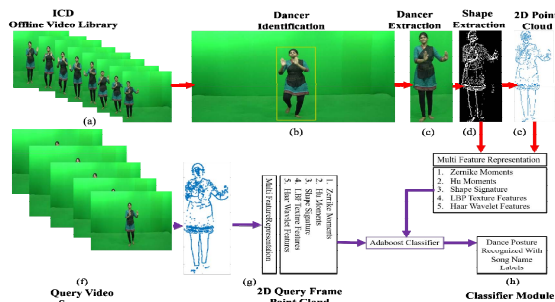 ICD
Offline Video Library
Dancer
Identification
Dancer
Extraction
Shape
Extraction
2D Point
Cloud
(a)
(b)
(c)
(d)
(e)
Multi Feature Representation
1. Zernike Moments
2. Hu Moments
3. Shape Signature
4. LBP Texture Features
5. Haar Wavelet Features
Multi Feature Representation
1. Zernike Moments
2. Hu Moments
3. Shape Signature
4. LBP Texture Features
5. Haar Wavelet Features
Adaboost Classifier
Dance Posture
Recognized With
Song Name
Labels
(f)
(g)
(h)
Query Video
2D Query Frame
Point Cloud
Classifier Module